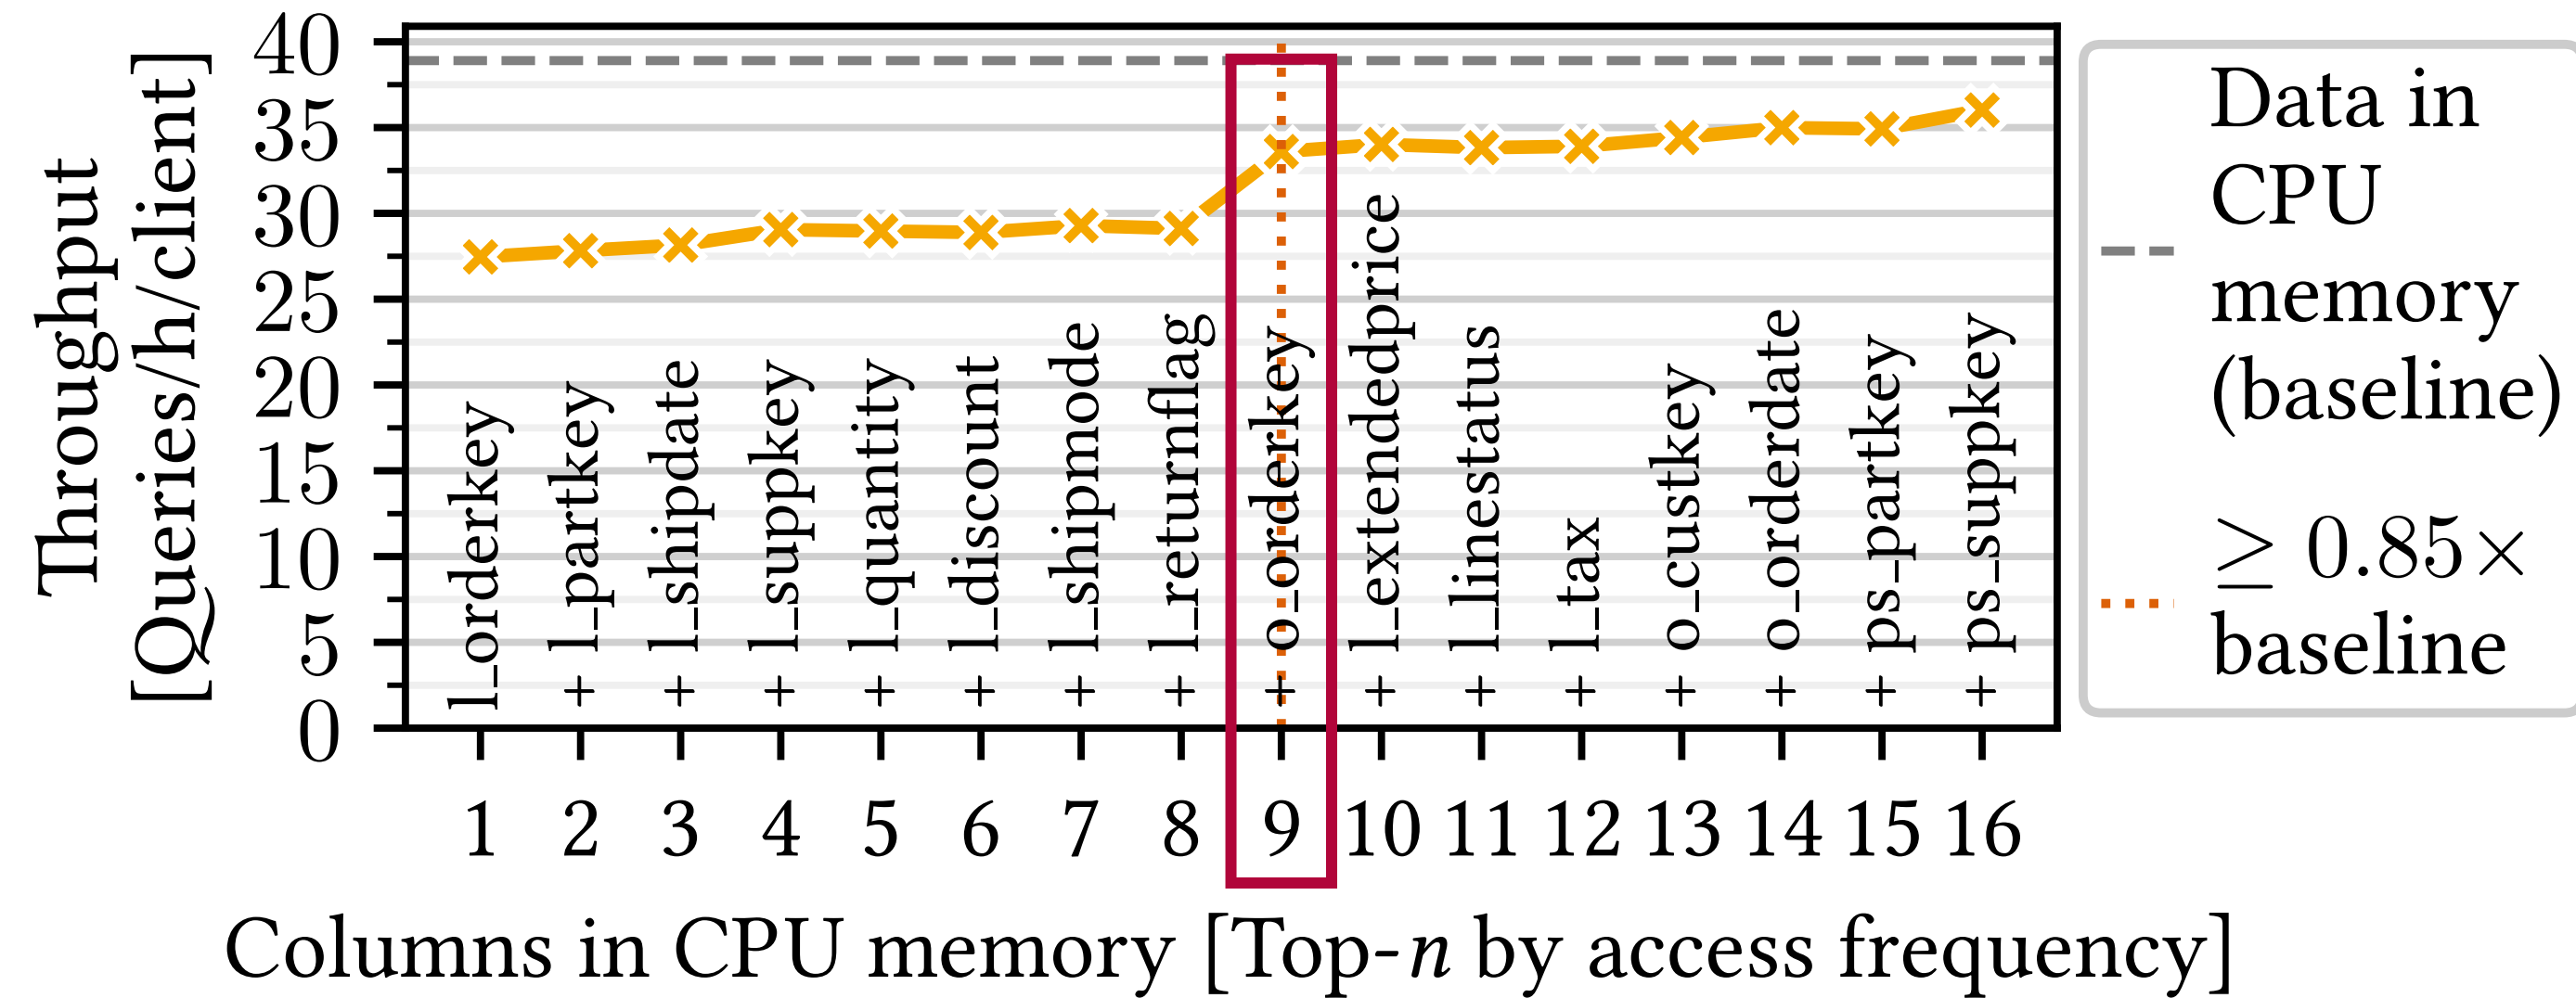 Throughput
[Queries/h/client]
40
35
30
25
20
15
10
5
0
l_orderkey
+ l_partkey
+ l_shipdate
+ l_suppkey
+ l_quantity
+ l_discount
+ l_shipmode
+ l_returnflag
+ o_orderkey
+ l_extendedprice
+ l_linestatus
+ l_tax
+ o_custkey
+ o_orderdate
+ ps_partkey
+ ps_suppkey
1 2 3 4 5 6 7 8 9 10 11 12 13 14 15 16
Columns in CPU memory [Top-n by access frequency]
Data in
CPU
memory
(baseline)
≥ 0.85×
baseline